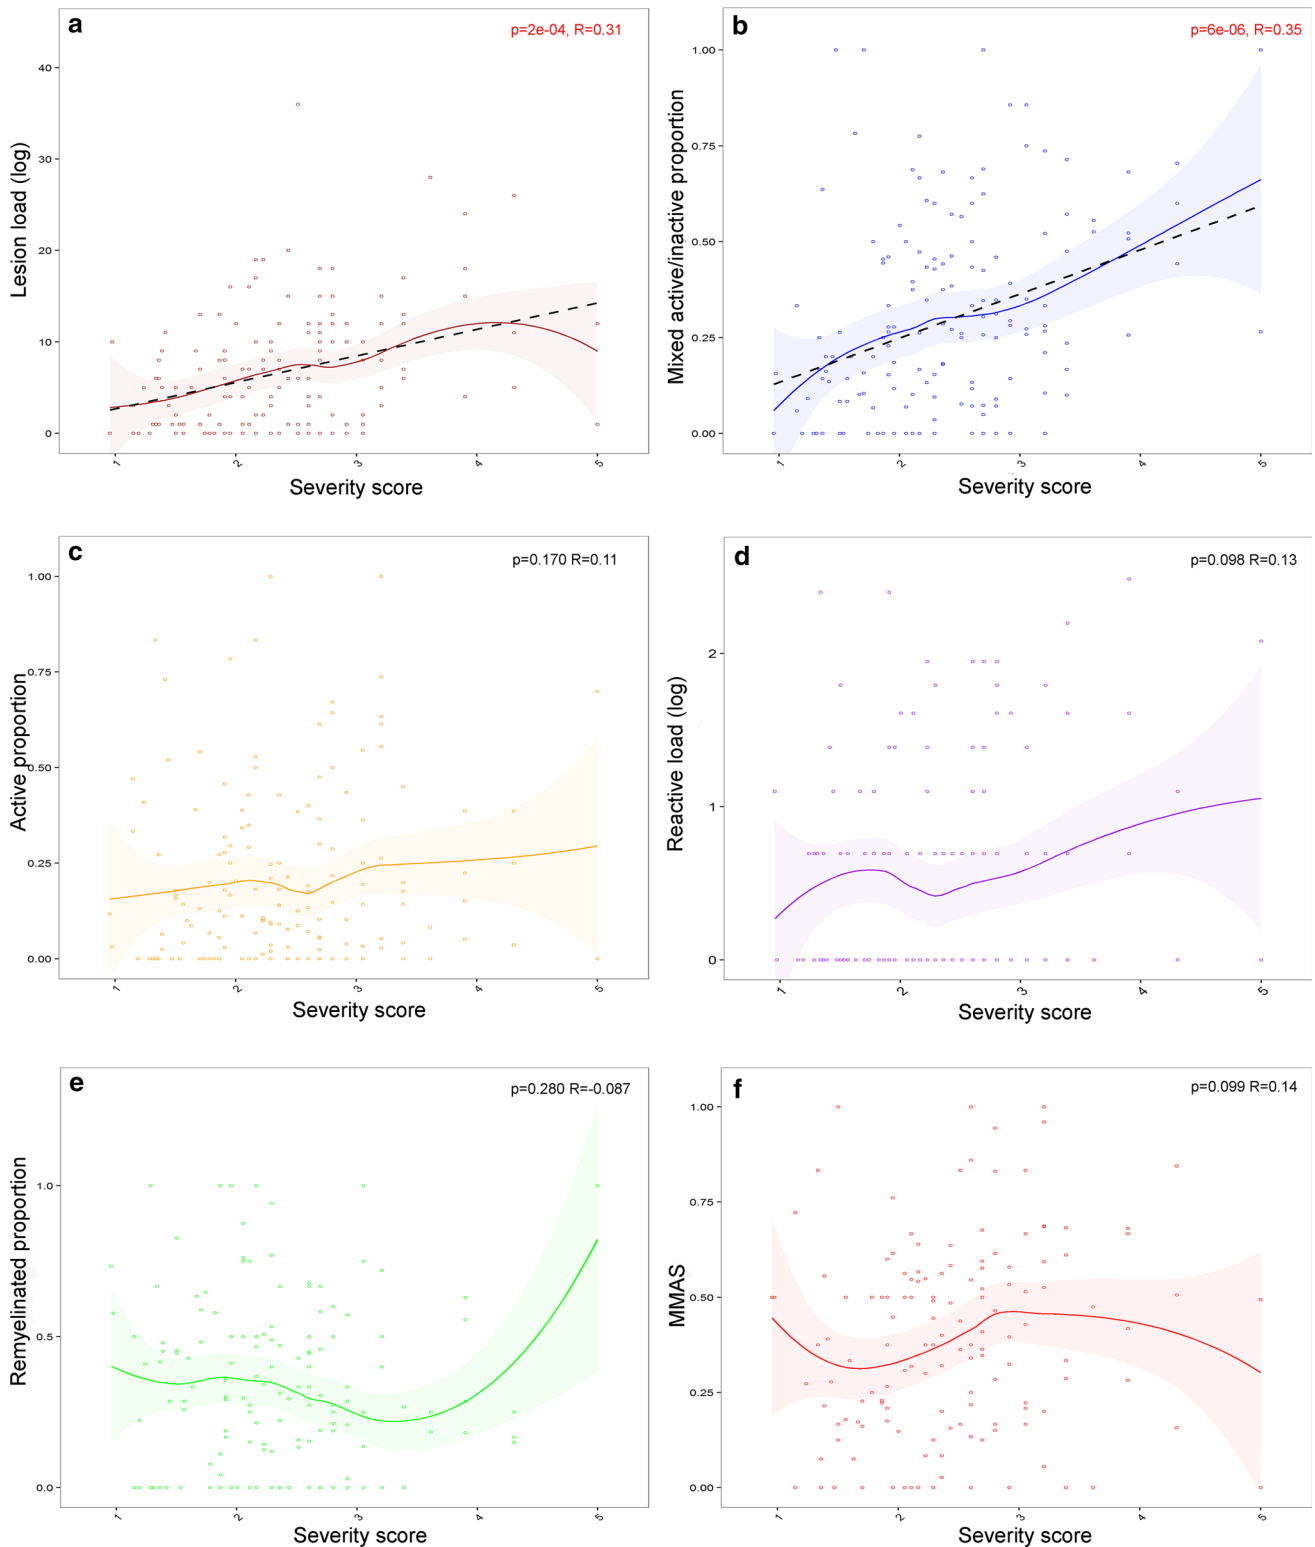 a
p=2e-04, R=0.31
40
30
20
10
0
Lesion load (log)
1
2
3
4
5
Severity score
b
p=6e-06, R=0.35
1.00
0.75
0.50
0.25
0.00
Mixed active/inactive proportion
1
2
3
4
5
Severity score
c
p=0.170 R=0.11
1.00
0.75
0.50
0.25
0.00
Active proportion
1
2
3
4
5
Severity score
d
p=0.098 R=0.13
2
1
0
Reactive load (log)
1
2
3
4
5
Severity score
e
p=0.280 R=-0.087
1.0
0.5
0.0
Remyelinated proportion
1
2
3
4
5
Severity score
f
p=0.099 R=0.14
1.00
0.75
0.50
0.25
0.00
MMAS
1
2
3
4
5
Severity score